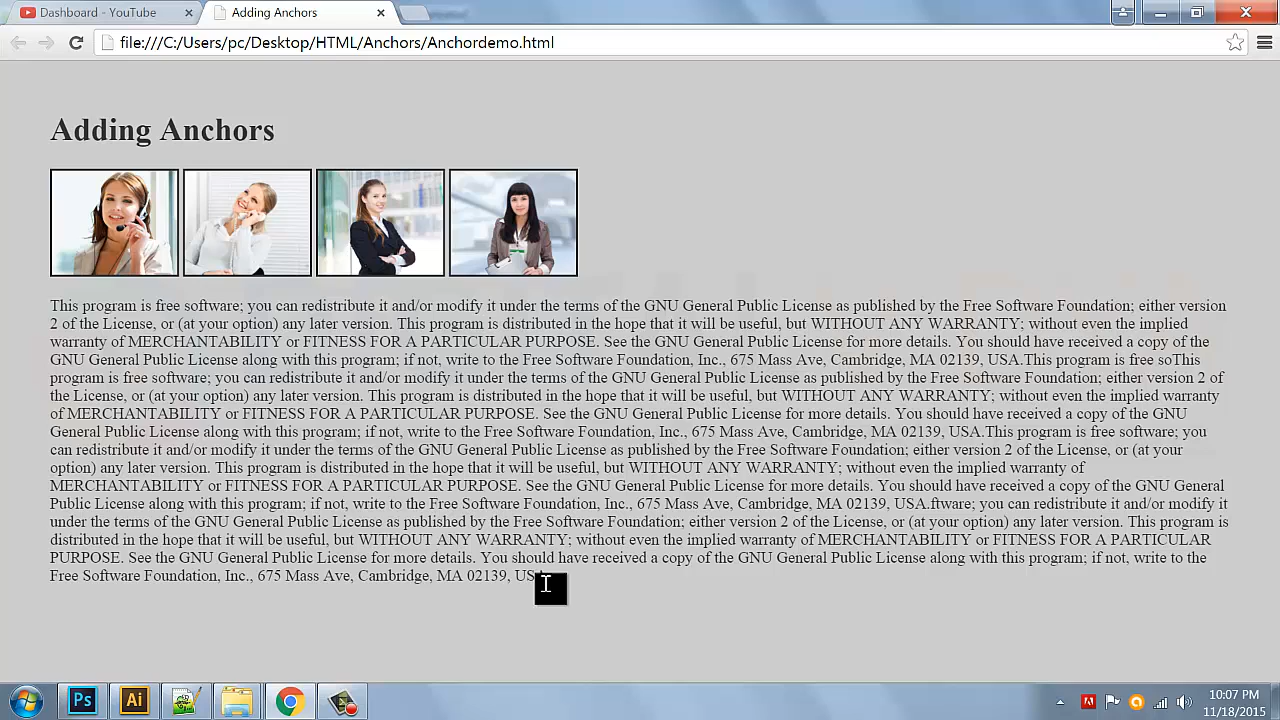 Dashboard - YouTube
Adding Anchors
file:///C:/Users/pc/Desktop/HTML/Anchors/Anchordemo.html
Adding Anchors
This program is free software; you can redistribute it and/or modify it under the terms of the GNU General Public License as published by the Free Software Foundation; either version
2 of the License, or (at your option) any later version. This program is distributed in the hope that it will be useful, but WITHOUT ANY WARRANTY; without even the implied
warranty of MERCHANTABILITY or FITNESS FOR A PARTICULAR PURPOSE. See the GNU General Public License for more details. You should have received a copy of the
GNU General Public License along with this program; if not, write to the Free Software Foundation, Inc., 675 Mass Ave, Cambridge, MA 02139, USA.This program is free soThis
program is free software; you can redistribute it and/or modify it under the terms of the GNU General Public License as published by the Free Software Foundation; either version 2 of
the License, or (at your option) any later version. This program is distributed in the hope that it will be useful, but WITHOUT ANY WARRANTY; without even the implied warranty
of MERCHANTABILITY or FITNESS FOR A PARTICULAR PURPOSE. See the GNU General Public License for more details. You should have received a copy of the GNU
General Public License along with this program; if not, write to the Free Software Foundation, Inc., 675 Mass Ave, Cambridge, MA 02139, USA.This program is free software; you
can redistribute it and/or modify it under the terms of the GNU General Public License as published by the Free Software Foundation; either version 2 of the License, or (at your
option) any later version. This program is distributed in the hope that it will be useful, but WITHOUT ANY WARRANTY; without even the implied warranty of
MERCHANTABILITY or FITNESS FOR A PARTICULAR PURPOSE. See the GNU General Public License for more details. You should have received a copy of the GNU General
Public License along with this program; if not, write to the Free Software Foundation, Inc., 675 Mass Ave, Cambridge, MA 02139, USA.ftware; you can redistribute it and/or modify it
under the terms of the GNU General Public License as published by the Free Software Foundation; either version 2 of the License, or (at your option) any later version. This program is
distributed in the hope that it will be useful, but WITHOUT ANY WARRANTY; without even the implied warranty of MERCHANTABILITY or FITNESS FOR A PARTICULAR
PURPOSE. See the GNU General Public License for more details. You should have received a copy of the GNU General Public License along with this program; if not, write to the
Free Software Foundation, Inc., 675 Mass Ave, Cambridge, MA 02139, US
Ps
Ai
10:07 PM
11/18/2015